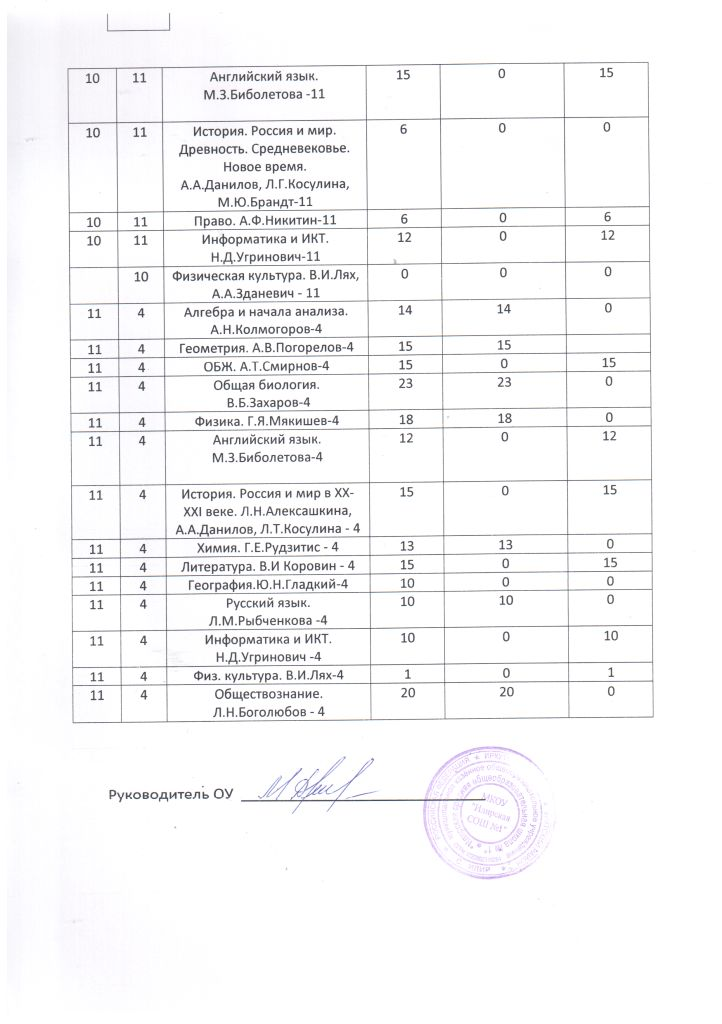 10 11 Английский язык. 15 0 15
М.З.Биболетова -11
10 11 История. Россия и мир. 6 0 0
Древность. Средневековье.
Новое время.
А.А.Данилов, Л.Г.Косулина,
М.Ю.Брандт-11
10 11 Право. А.Ф.Никитин-11 6 0 6
10 11 Информатика и ИКТ. 12 0 12
Н.Д.Угринович-11
10 Физическая культура. В.И.Лях, 0 0 0
А.А.Зданевич - 11
11 4 Алгебра и начала анализа. 14 14 0
А.Н.Колмогоров-4
11 4 Геометрия. А.В.Погорелов-4 15 15
11 4 ОБЖ. А.Т.Смирнов-4 15 0 15
11 4 Общая биология. 23 23 0
В.Б.Захаров-4
11 4 Физика. Г.Я.Мякишев-4 18 18 0
11 4 Английский язык. 12 0 12
М.З.Биболетова-4
11 4 История. Россия и мир в XX- 15 0 15
XXI веке. Л.Н.Алексашкина,
А.А.Данилов, Л.Т.Косулина - 4
11 4 Химия. Г.Е.Рудзитис - 4 13 13 0
11 4 Литература. В.И Коровин - 4 15 0 15
11 4 География.Ю.Н.Гладкий-4 10 0 0
11 4 Русский язык. 10 10 0
Л.М.Рыбченкова -4
11 4 Информатика и ИКТ. 10 0 10
Н.Д.Угринович -4
11 4 Физ. культура. В.И.Лях-4 1 0 1
11 4 Обществознание. 20 20 0
Л.Н.Боголюбов - 4
Руководитель ОУ
МКОУ
"Илирская
СОШ №1"